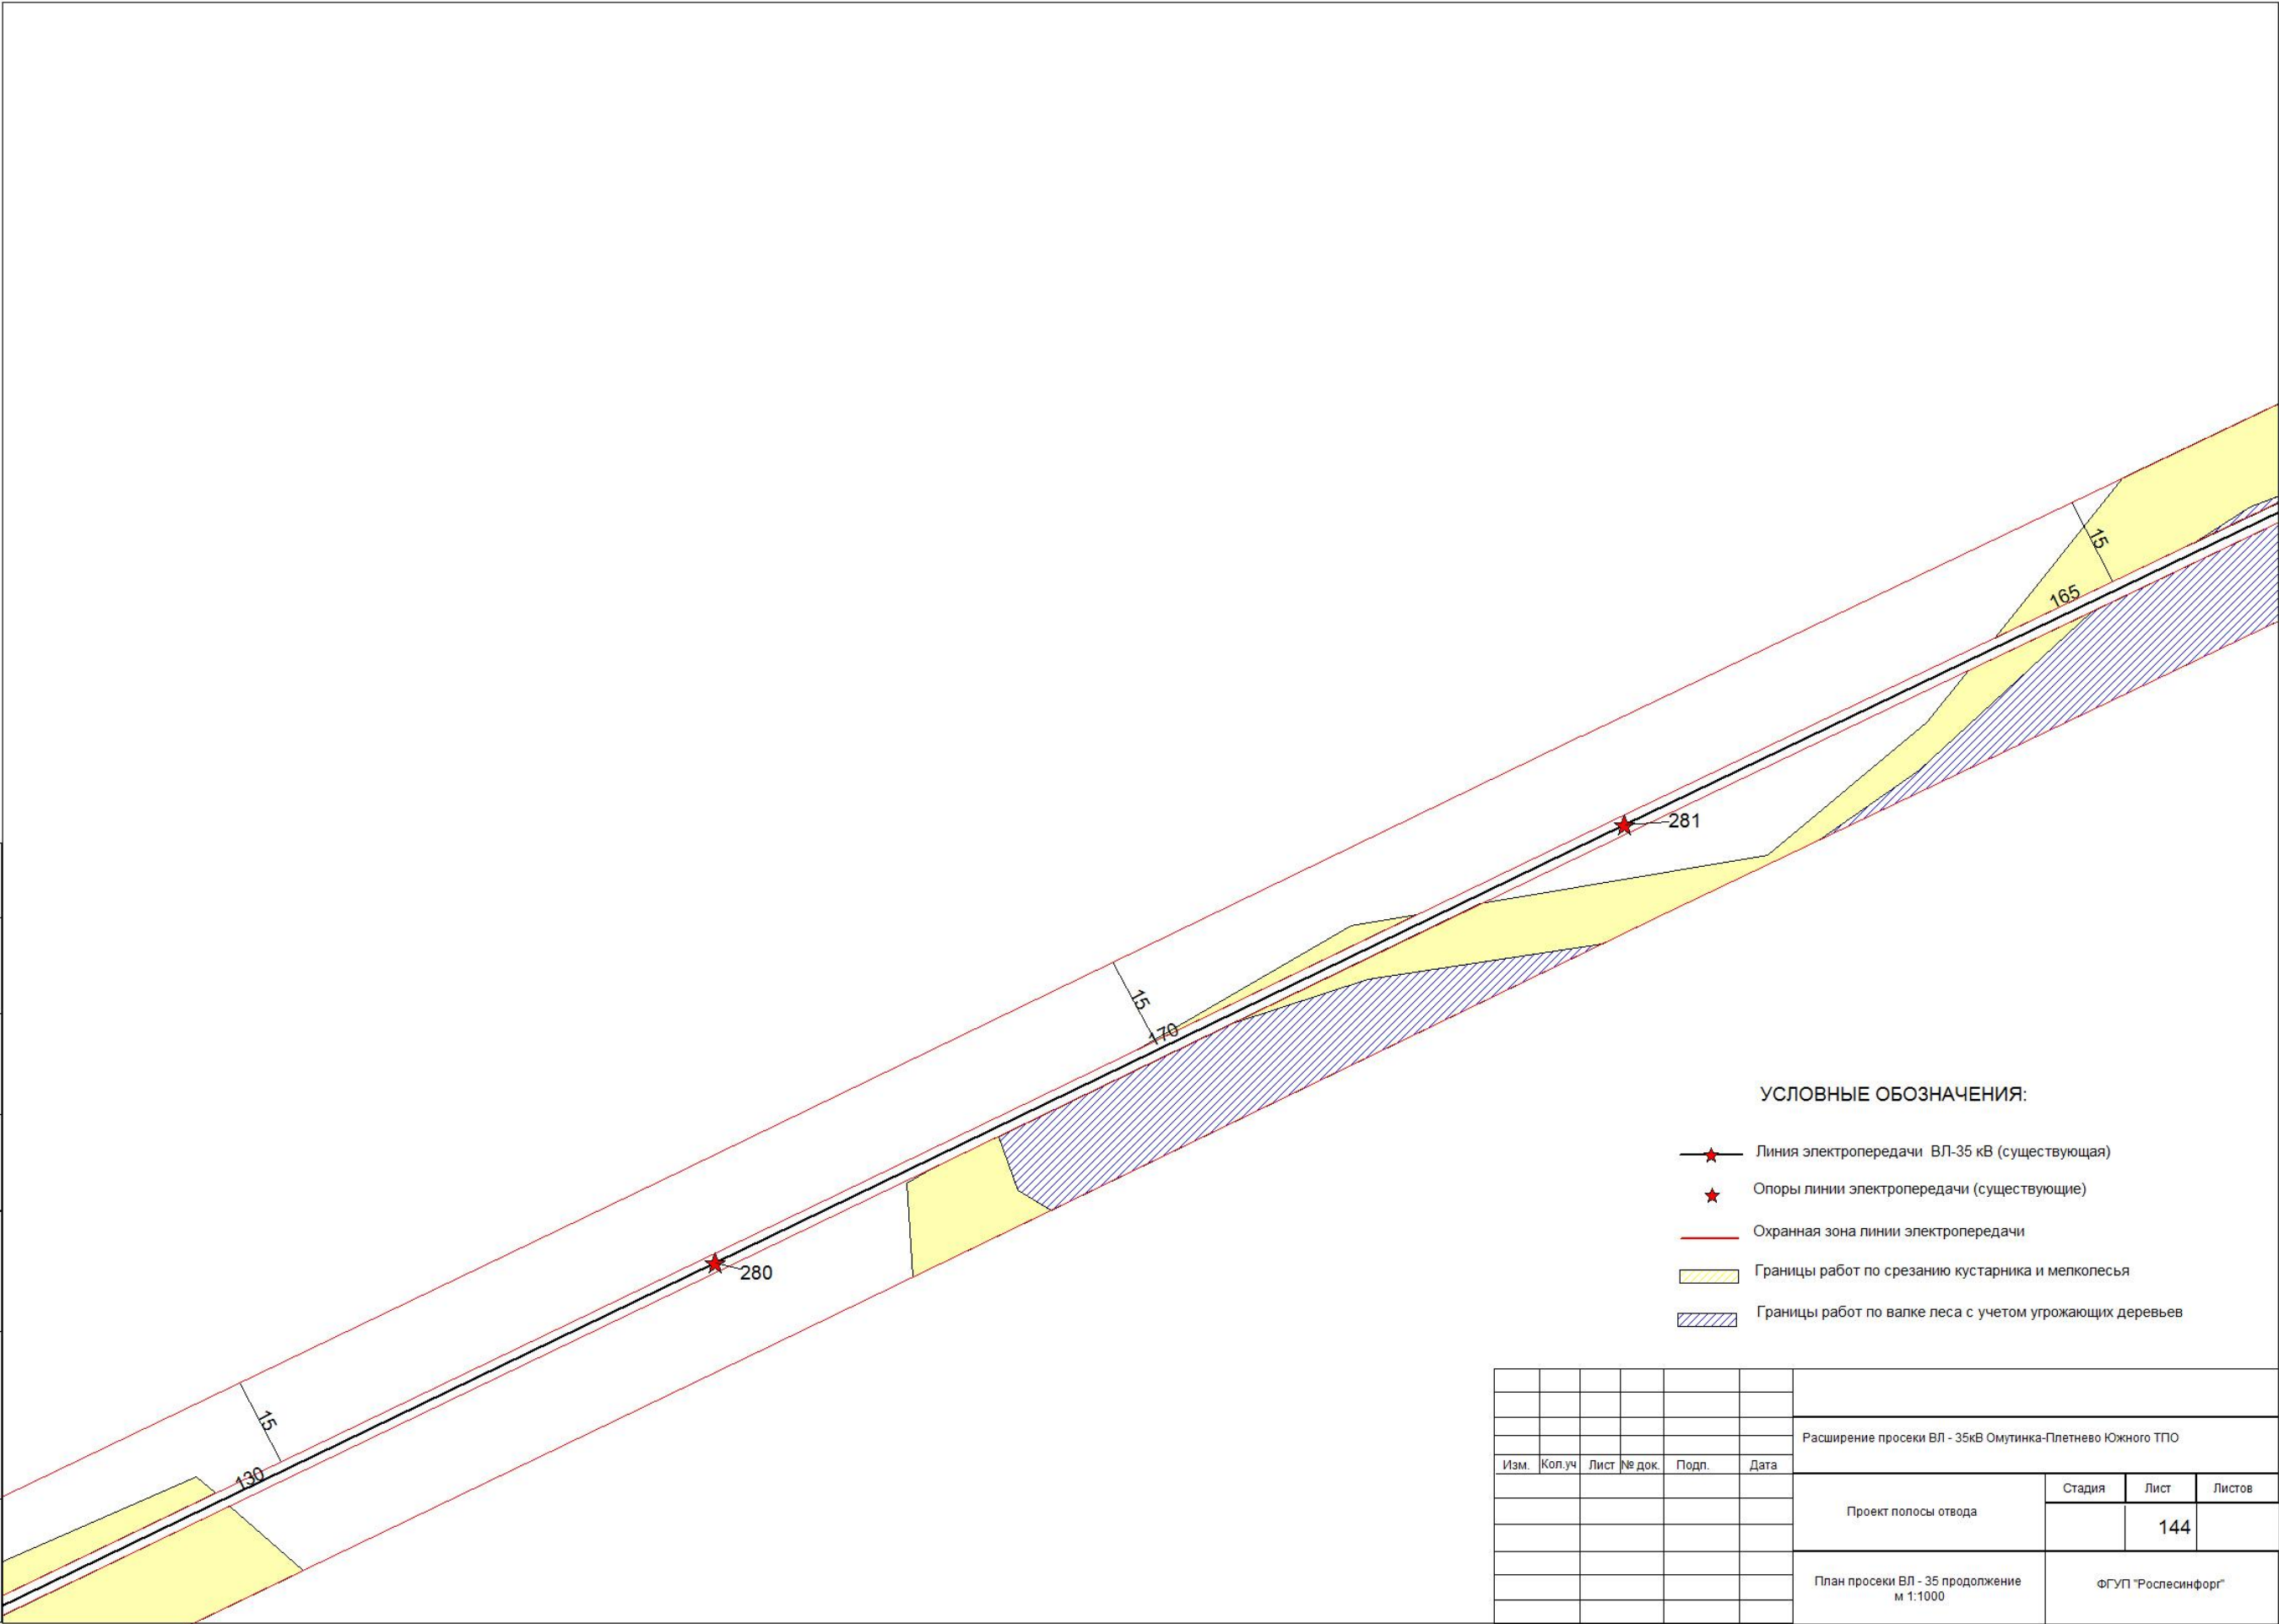 15
165
281
15
170
280
15
130
УСЛОВНЫЕ ОБОЗНАЧЕНИЯ:
Линия электропередачи ВЛ-35 кВ (существующая)
Опоры линии электропередачи (существующие)
Охранная зона линии электропередачи
Границы работ по срезанию кустарника и мелколесья
Границы работ по валке леса с учетом угрожающих деревьев
Расширение просеки ВЛ - 35кВ Омутинка-Плетнево Южного ТПО
Изм. Кол.уч Лист № док. Подп. Дата
Стадия Лист Листов
Проект полосы отвода
144
План просеки ВЛ - 35 продолжение
м 1:1000
ФГУП "Рослесинфорг"